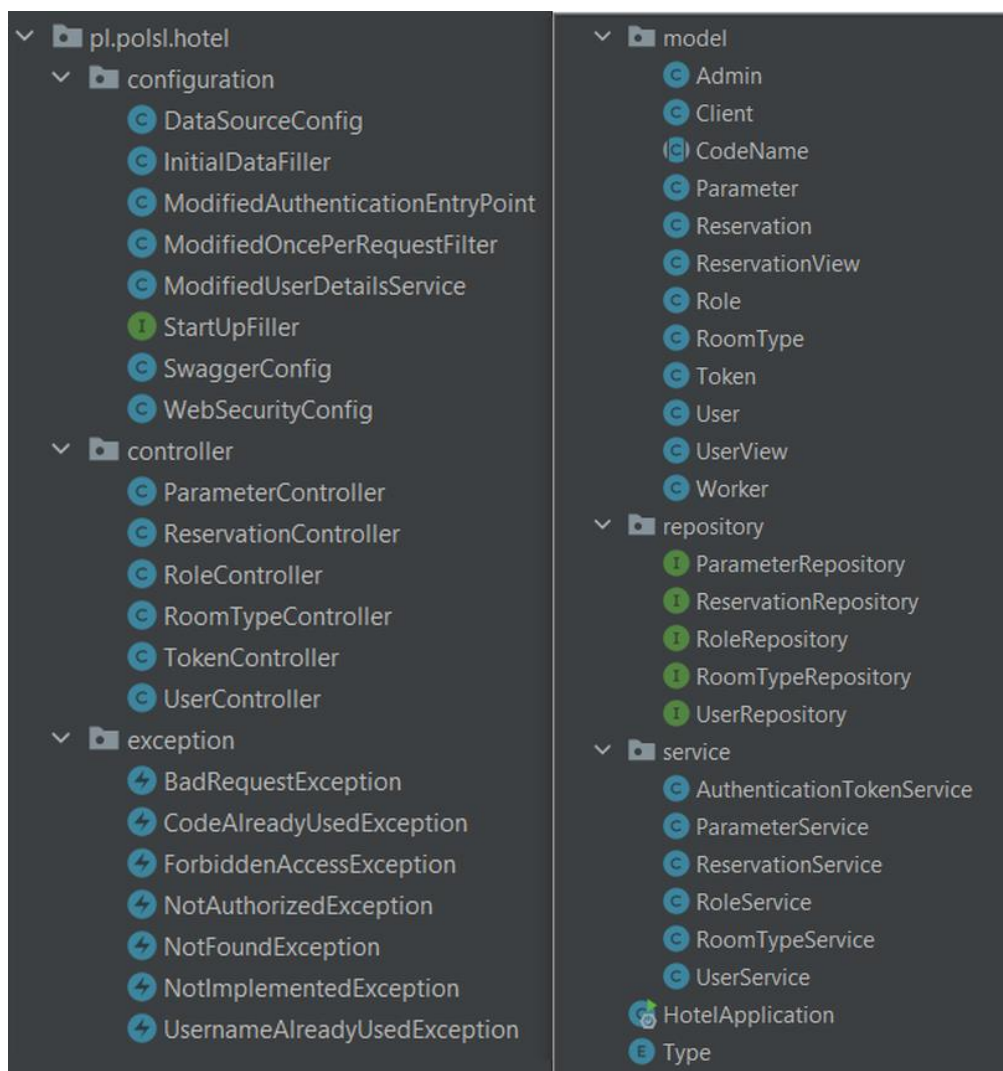 pl.polsl.hotel
configuration
DataSourceConfig
InitialDataFiller
ModifiedAuthenticationEntryPoint
ModifiedOncePerRequestFilter
ModifiedUserDetailsService
StartUpFiller
SwaggerConfig
WebSecurityConfig
controller
ParameterController
ReservationController
RoleController
RoomTypeController
TokenController
UserController
exception
BadRequestException
CodeAlreadyUsedException
ForbiddenAccessException
NotAuthorizedException
NotFoundException
NotImplementedException
UsernameAlreadyUsedException
model
Admin
Client
CodeName
Parameter
Reservation
ReservationView
Role
RoomType
Token
User
UserView
Worker
repository
ParameterRepository
ReservationRepository
RoleRepository
RoomTypeRepository
UserRepository
service
AuthenticationTokenService
ParameterService
ReservationService
RoleService
RoomTypeService
UserService
HotelApplication
Type